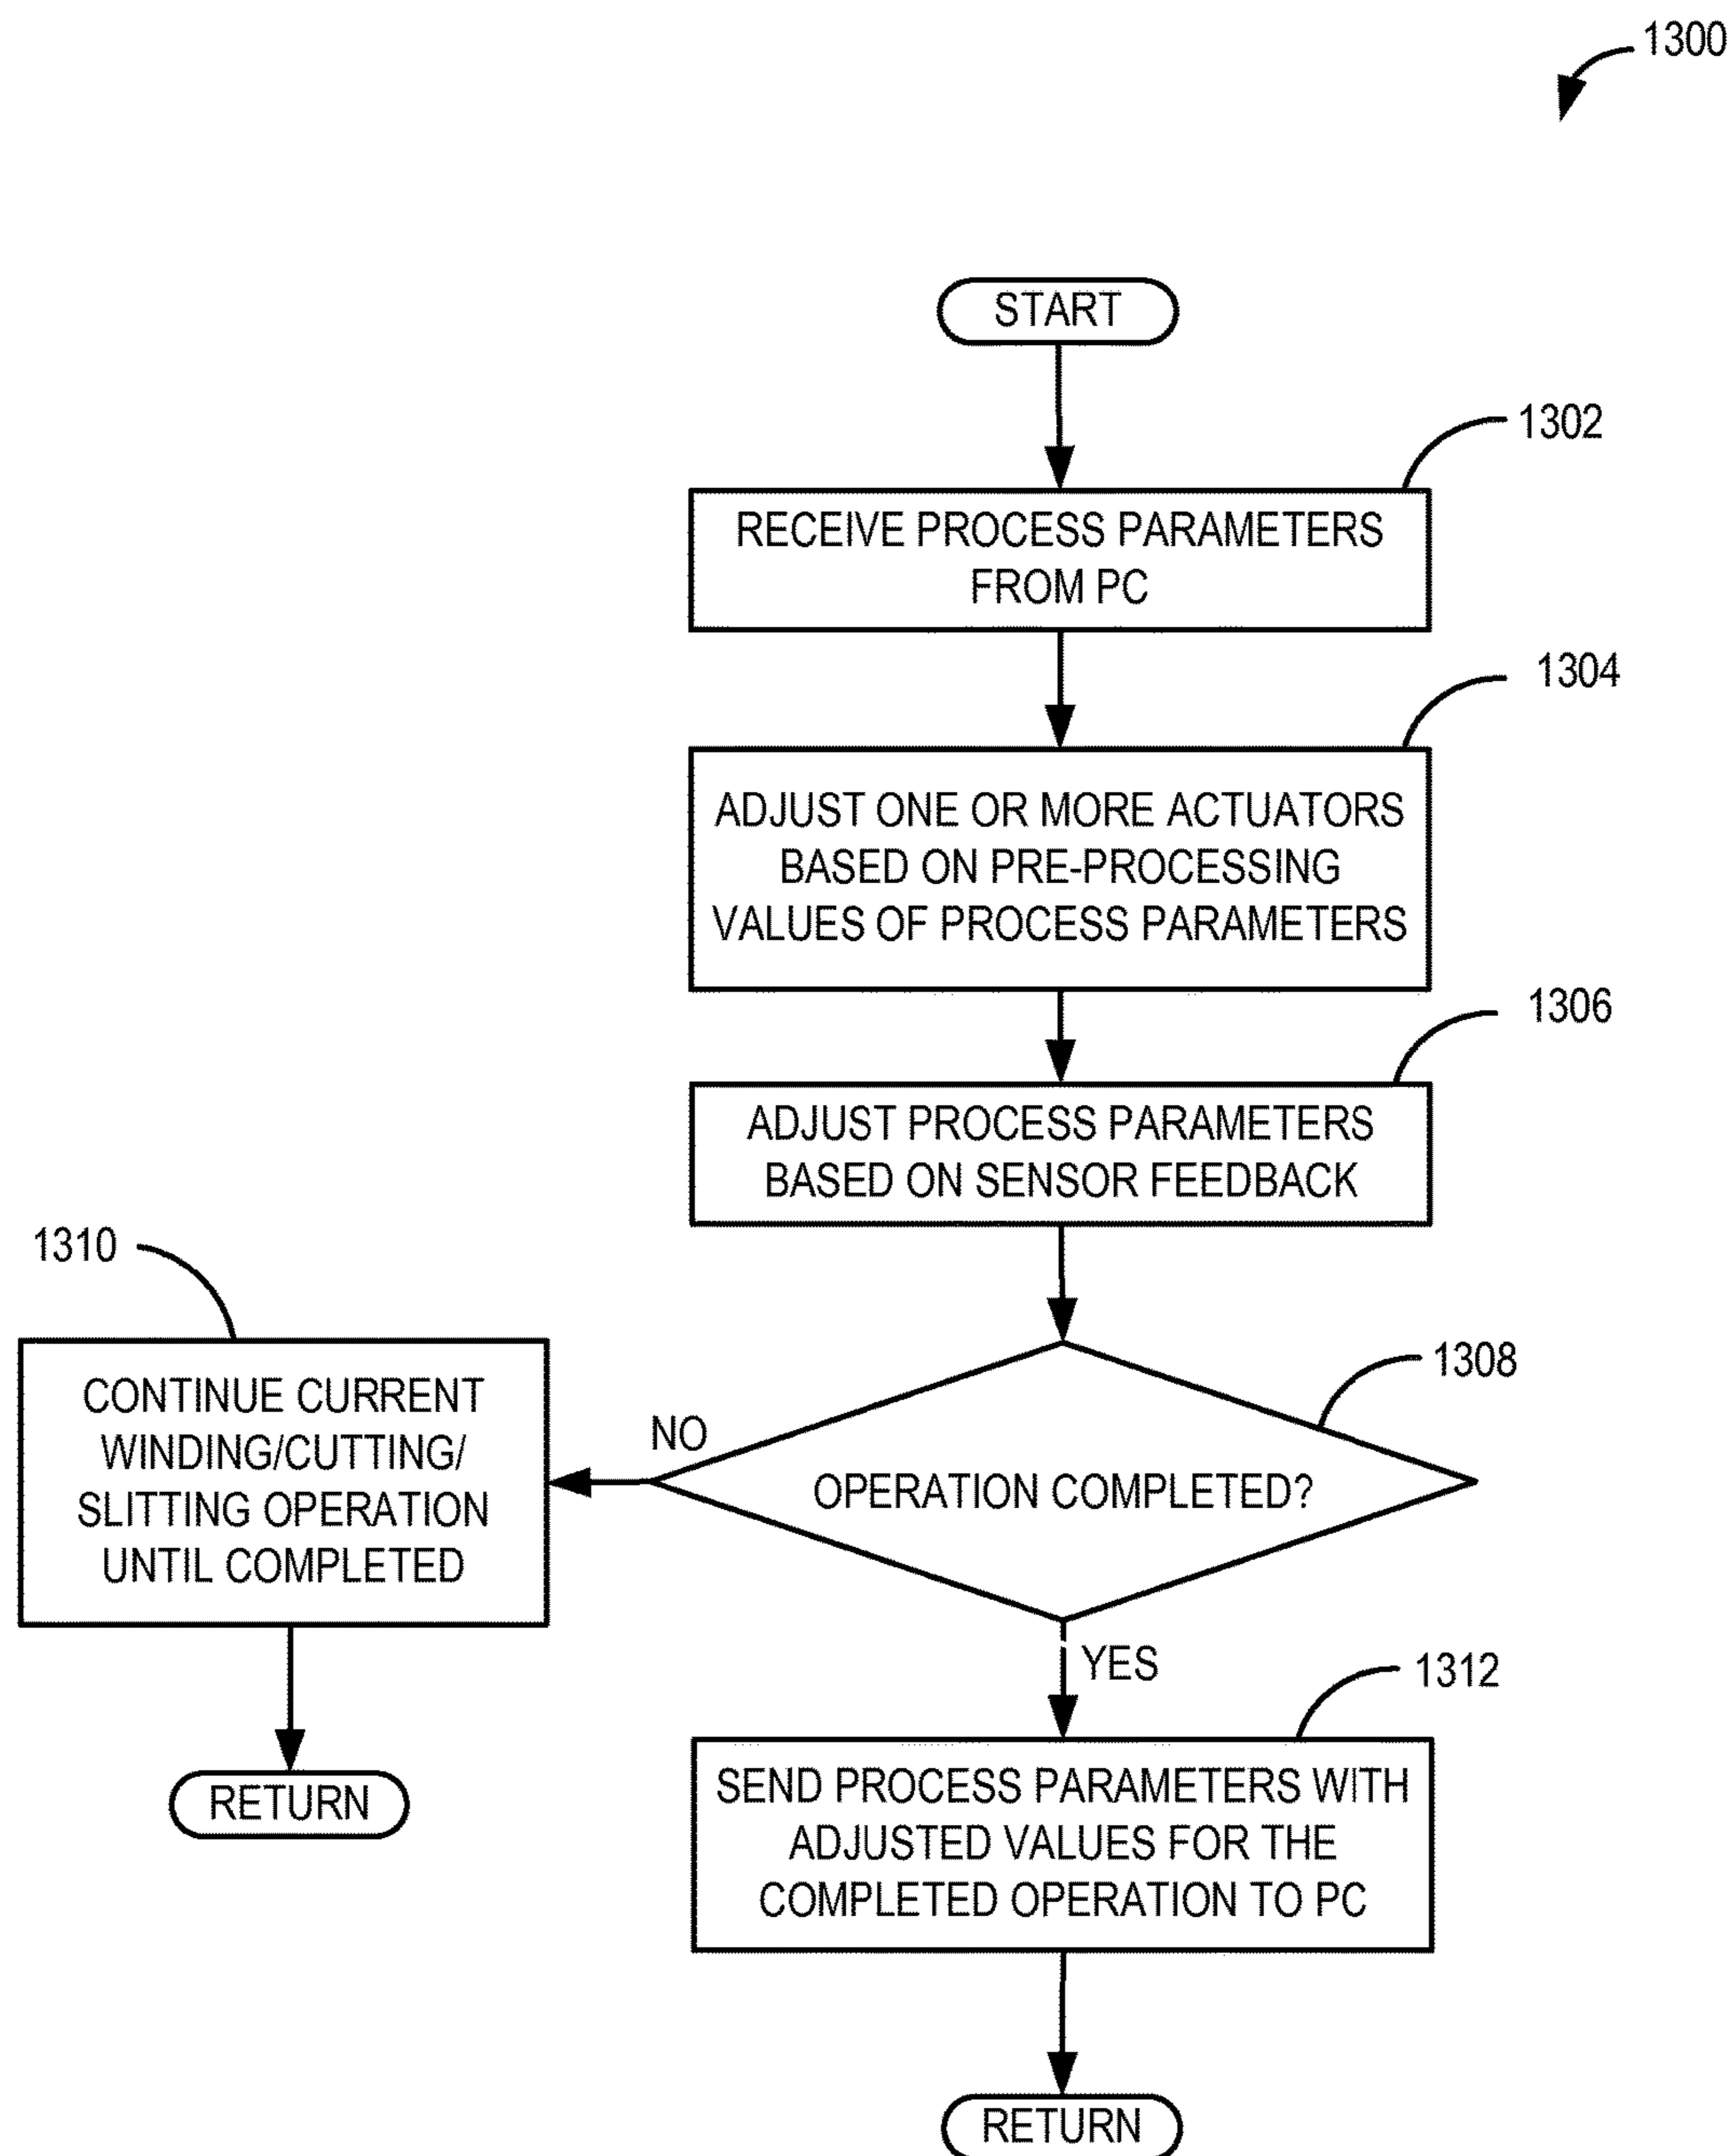 1300
START
1302
RECEIVE PROCESS PARAMETERS
FROM PC
1304
ADJUST ONE OR MORE ACTUATORS
BASED ON PRE-PROCESSING
VALUES OF PROCESS PARAMETERS
1306
ADJUST PROCESS PARAMETERS
BASED ON SENSOR FEEDBACK
1308
OPERATION COMPLETED?
NO
1310
CONTINUE CURRENT
WINDING/CUTTING/
SLITTING OPERATION
UNTIL COMPLETED
RETURN
YES
1312
SEND PROCESS PARAMETERS WITH
ADJUSTED VALUES FOR THE
COMPLETED OPERATION TO PC
RETURN